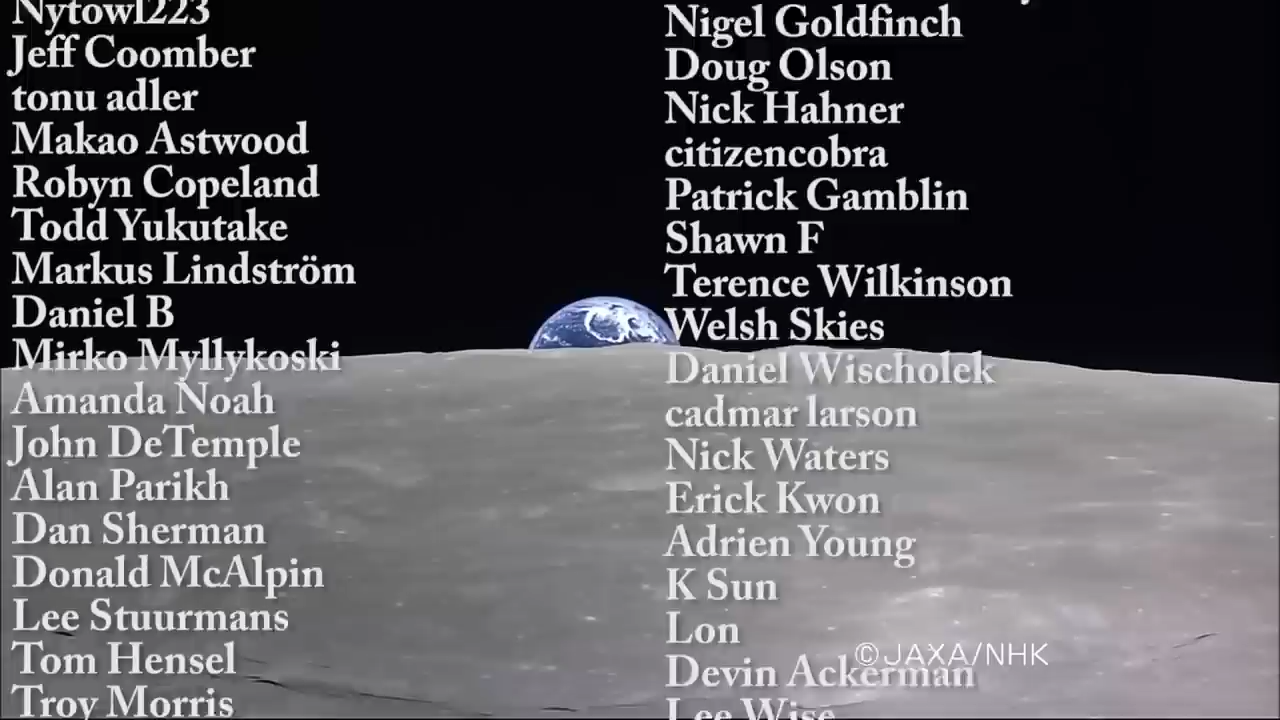 Nytowl223
Jeff Coomber
tonu adler
Makao Astwood
Robyn Copeland
Todd Yukutake
Markus Lindström
Daniel B
Mirko Myllykoski
Amanda Noah
John DeTemple
Alan Parikh
Dan Sherman
Donald McAlpin
Lee Stuurmans
Tom Hensel
Troy Morris
Nigel Goldfinch
Doug Olson
Nick Hahner
citizencobra
Patrick Gamblin
Shawn F
Terence Wilkinson
Welsh Skies
Daniel Wischolek
cadmar larson
Nick Waters
Erick Kwon
Adrien Young
K Sun
Lon
Devin Ackerman
Lee Wise
©JAXA/NHK